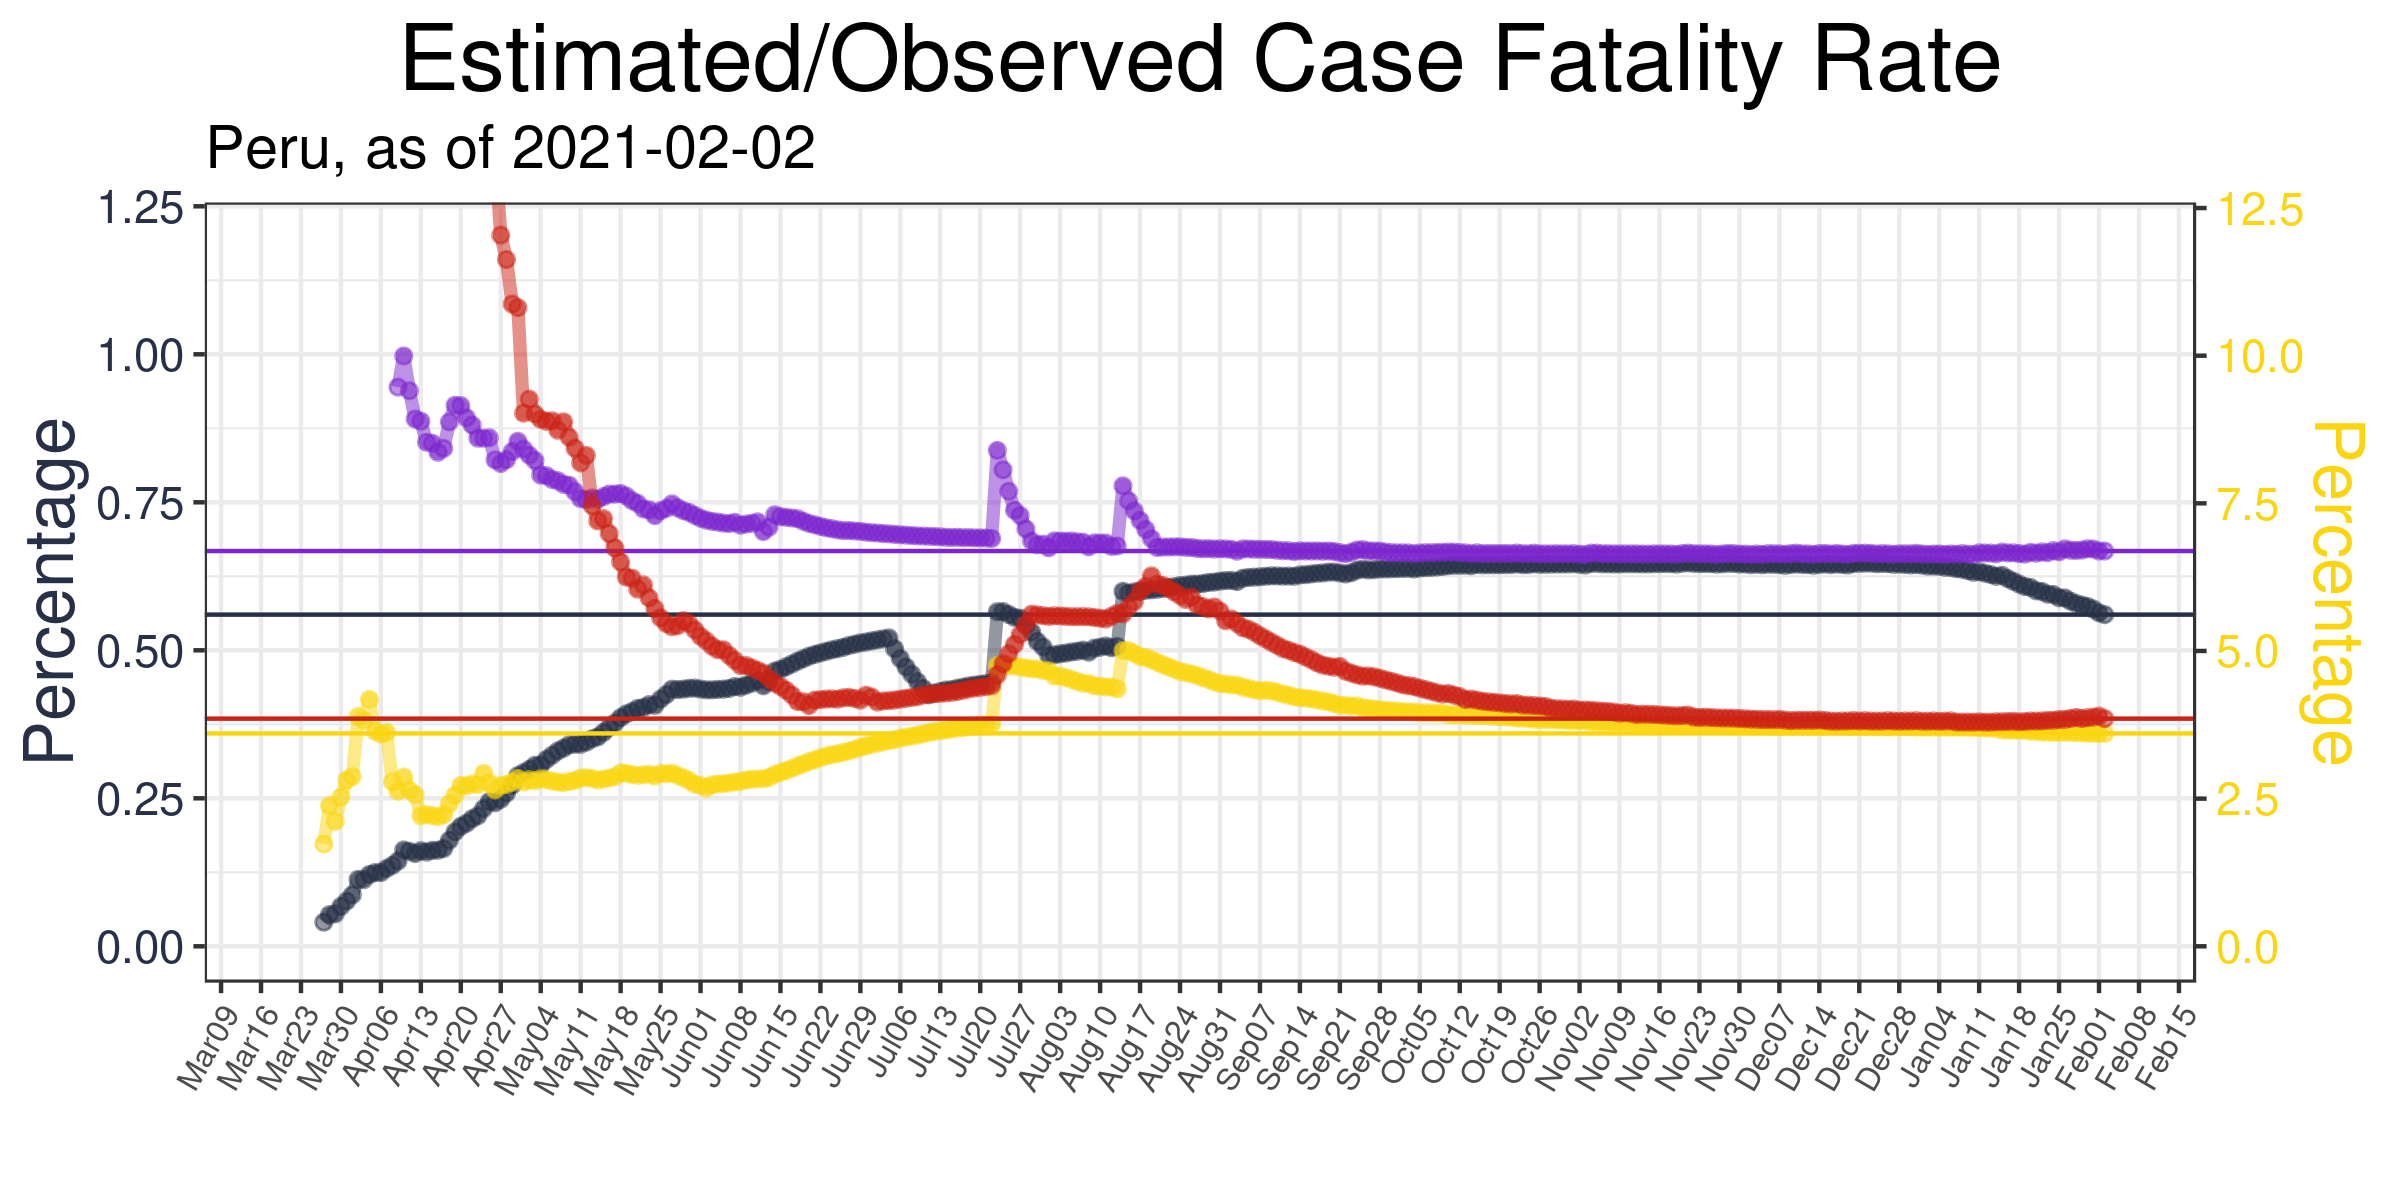 Estimated/Observed Case Fatality Rate
Peru, as of 2021-02-02
Percentage
1.25
1.00
0.75
0.50
0.25
0.00
12.5
10.0
7.5
5.0
2.5
0.0
Percentage
Mar09
Mar16
Mar23
Mar30
Apr06
Apr13
Apr20
Apr27
May04
May11
May18
May25
Jun01
Jun08
Jun15
Jun22
Jun29
Jul06
Jul13
Jul20
Jul27
Aug03
Aug10
Aug17
Aug24
Aug31
Sep07
Sep14
Sep21
Sep28
Oct05
Oct12
Oct19
Oct26
Nov02
Nov09
Nov16
Nov23
Nov30
Dec07
Dec14
Dec21
Dec28
Jan04
Jan11
Jan18
Jan25
Feb01
Feb08
Feb15